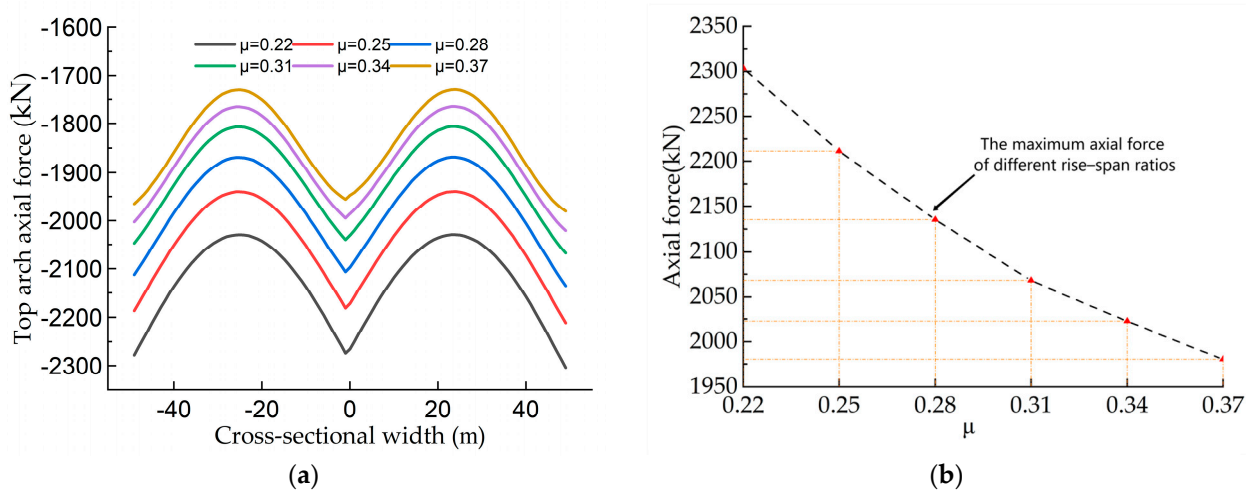 -1600
-1700
-1800
-1900
-2000
-2100
-2200
-2300
Top arch axial force (kN)
μ=0.22 μ=0.25 μ=0.28
μ=0.31 μ=0.34 μ=0.37
-40 -20 0 20 40
Cross-sectional width (m)
(a)
2350
2300
2250
2200
2150
2100
2050
2000
1950
Axial force(kN)
The maximum axial force
of different rise–span ratios
0.22 0.25 0.28 0.31 0.34 0.37
μ
(b)